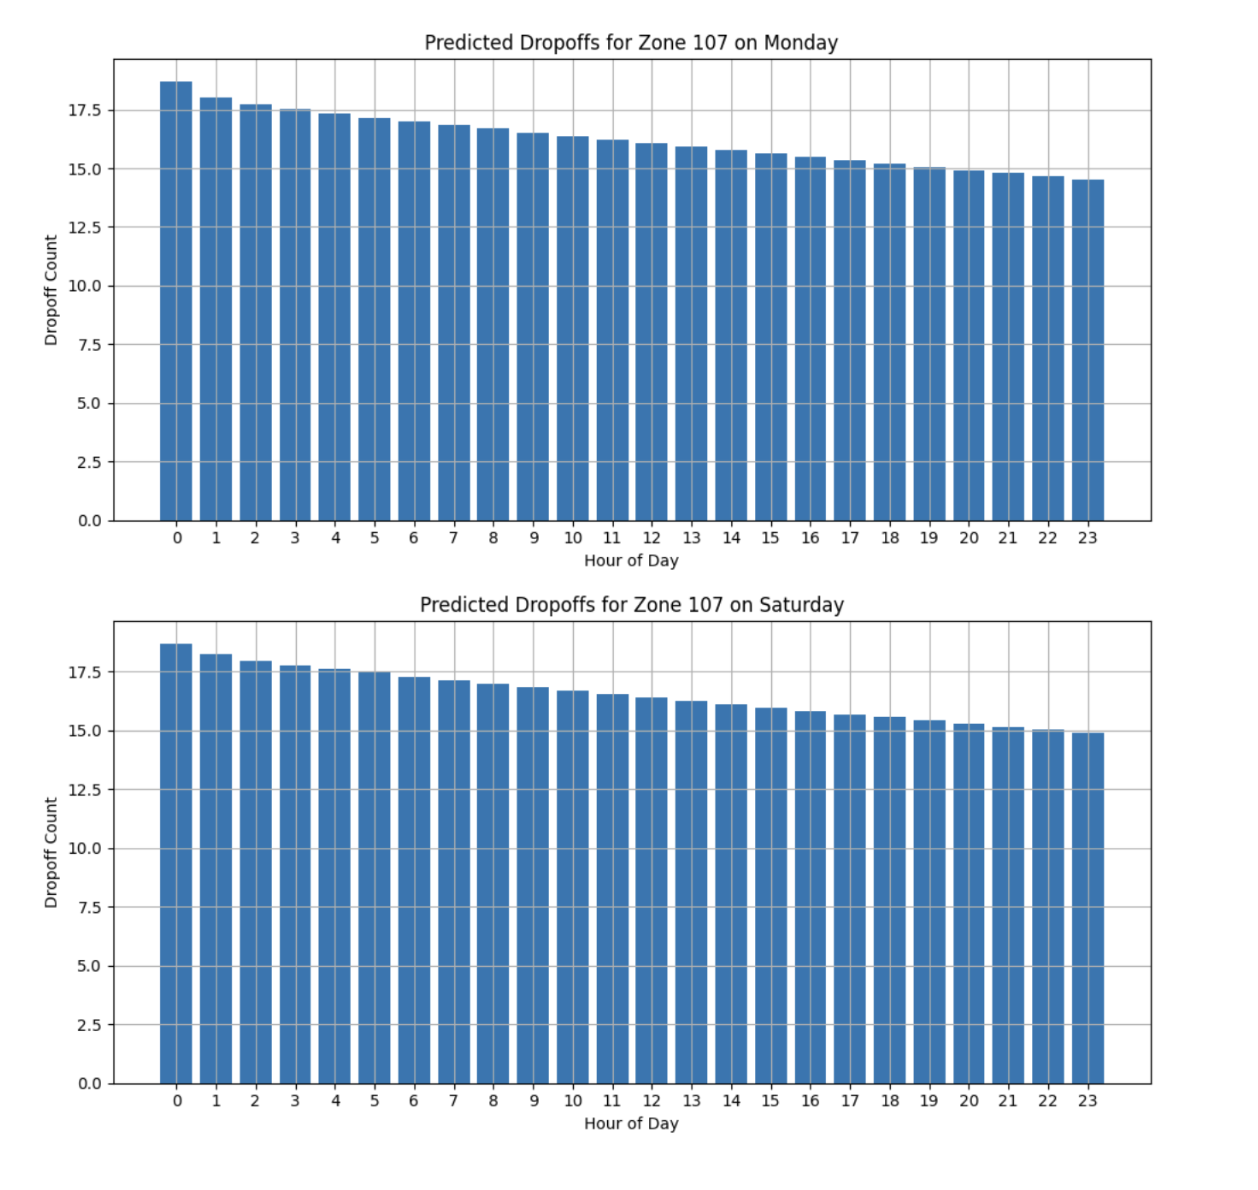 Predicted Dropoffs for Zone 107 on Monday
17.5
15.0
12.5
10.0
7.5
5.0
2.5
0.0
Dropoff Count
0 1 2 3 4 5 6 7 8 9 10 11 12 13 14 15 16 17 18 19 20 21 22 23
Hour of Day
Predicted Dropoffs for Zone 107 on Saturday
17.5
15.0
12.5
10.0
7.5
5.0
2.5
0.0
Dropoff Count
0 1 2 3 4 5 6 7 8 9 10 11 12 13 14 15 16 17 18 19 20 21 22 23
Hour of Day